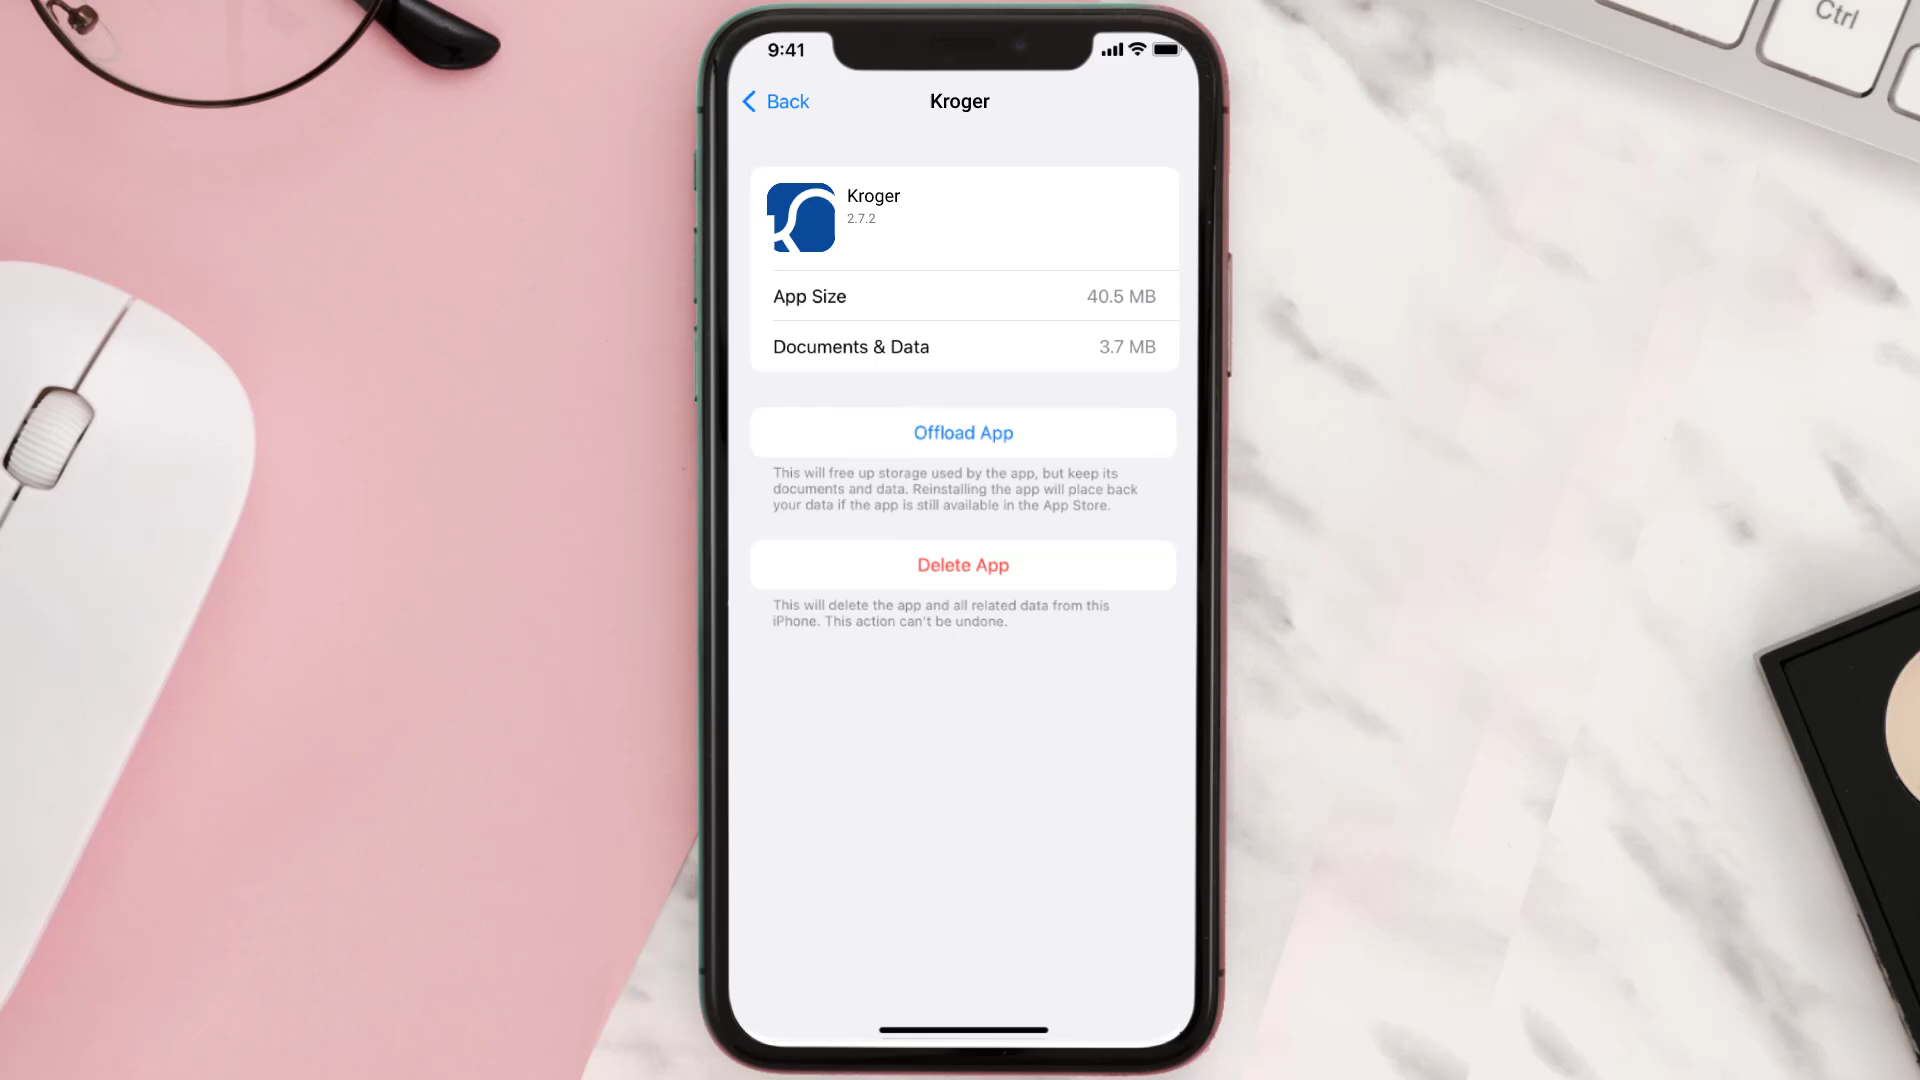 Ctrl
9:41
Back
Kroger
Kroger
2.7.2
App Size
40.5 MB
Documents & Data
3.7 MB
Offload App
This will free up storage used by the app, but keep its
documents and data. Reinstalling the app will place back
your data if the app is still available in the App Store.
Delete App
This will delete the app and all related data from this
iPhone. This action can't be undone.